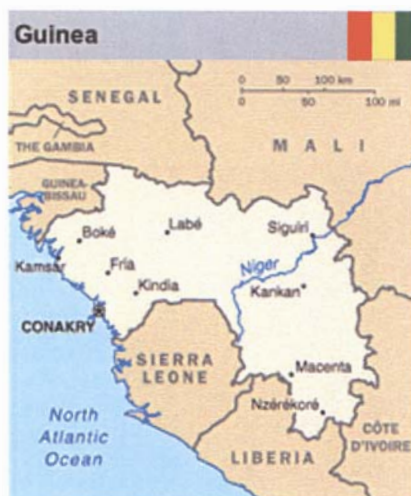 Guinea
0 50 100 km
0 50 100 mi
SENEGAL
THE GAMBIA
MALI
GUINEA-
BISSAU
Labé
Siguiri
Boké
Kamsar
Fria
Niger
Kindia
Kankan
CONAKRY
SIERRA
LEONE
Macenta
Nzérékoré
North
Atlantic
Ocean
CÔTE
D'IVOIRE
LIBERIA